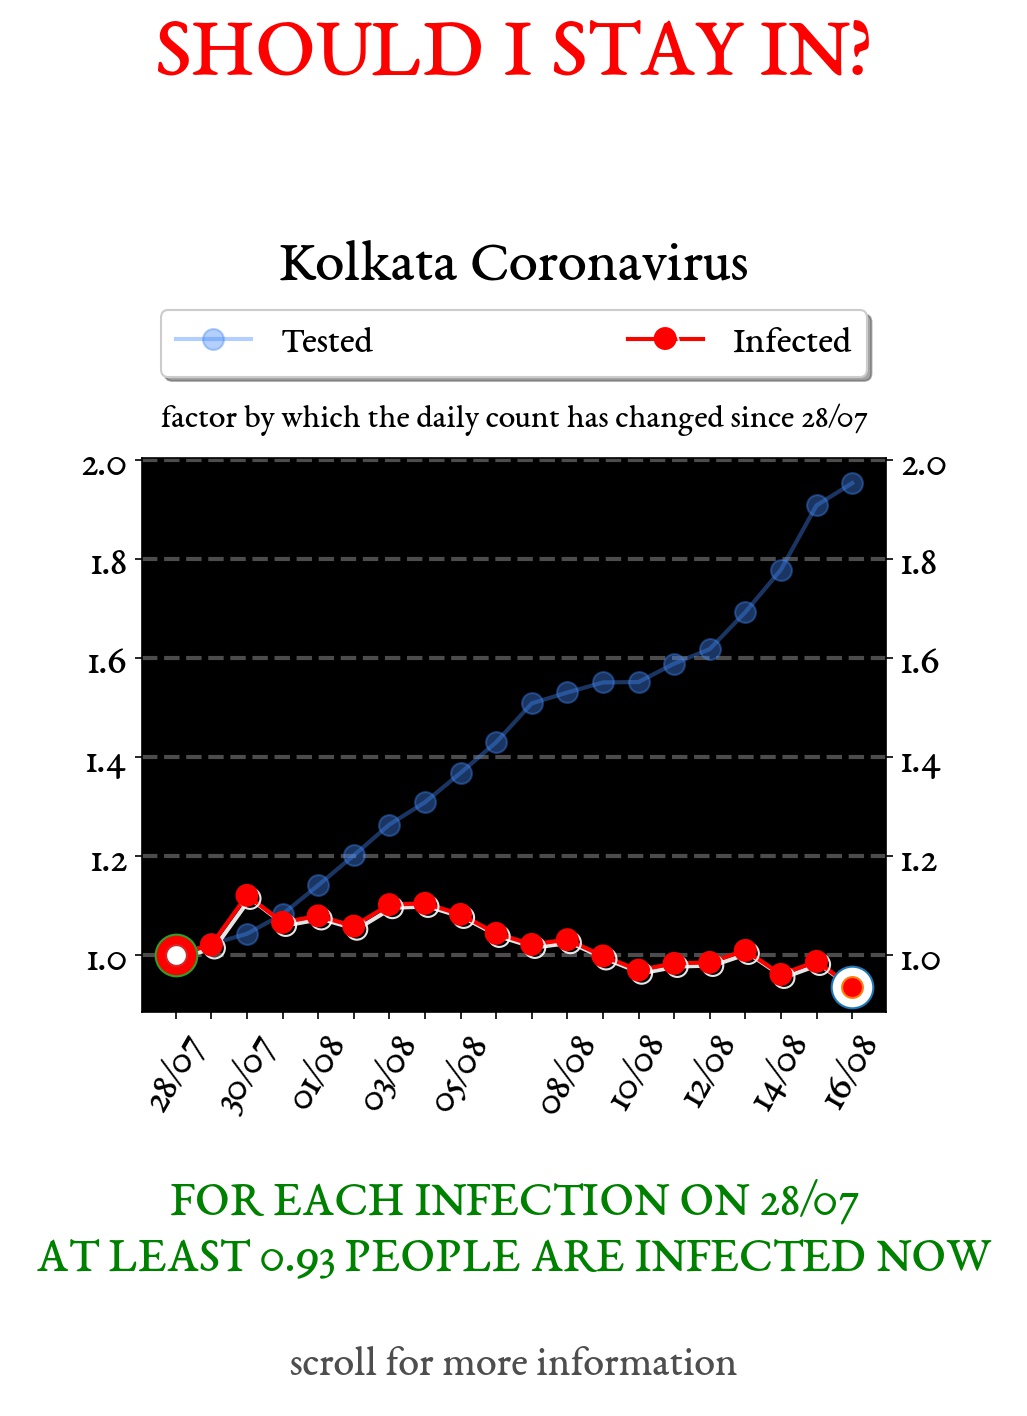 SHOULD I STAY IN?
Kolkata Coronavirus
Tested Infected
factor by which the daily count has changed since 28/07
2.0 2.0
1.8 1.8
1.6 1.6
1.4 1.4
1.2 1.2
1.0 1.0
28/07 30/07 01/08 03/08 05/08 08/08 10/08 12/08 14/08 16/08
FOR EACH INFECTION ON 28/07
AT LEAST 0.93 PEOPLE ARE INFECTED NOW
scroll for more information